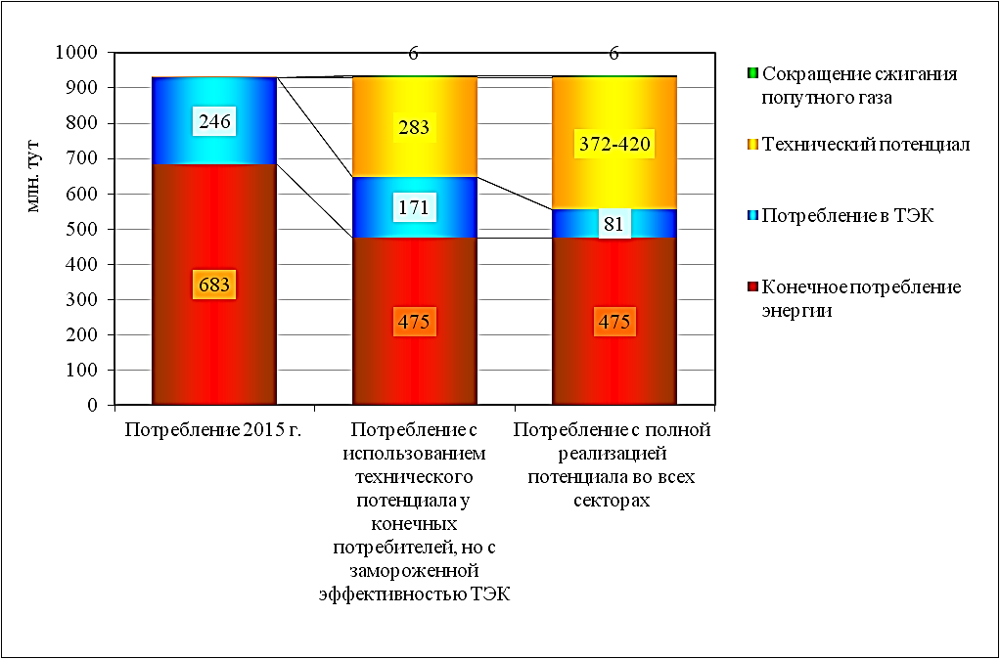 6
6
1000
900
800
700
600
500
400
300
200
100
0
млн. тут
246
683
283
171
475
372-420
81
475
Потребление 2015 г.
Потребление с
использованием
технического
потенциала у
конечных
потребителей, но с
замороженной
эффективностью ТЭК
Потребление с полной
реализацией
потенциала во всех
секторах
Сокращение сжигания
попутного газа
Технический потенциал
Потребление в ТЭК
Конечное потребление
энергии